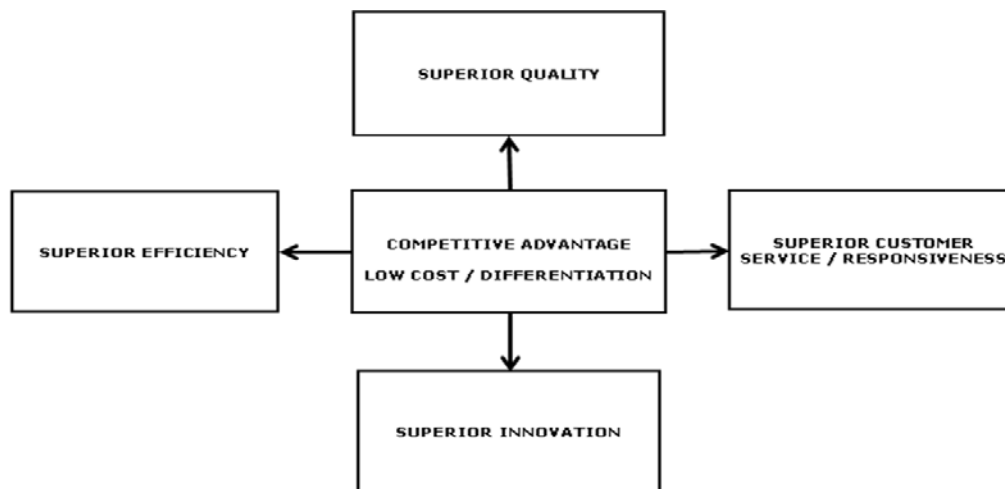 SUPERIOR QUALITY
SUPERIOR EFFICIENCY
COMPETITIVE ADVANTAGE
LOW COST / DIFFERENTIATION
SUPERIOR CUSTOMER
SERVICE / RESPONSIVENESS
SUPERIOR INNOVATION